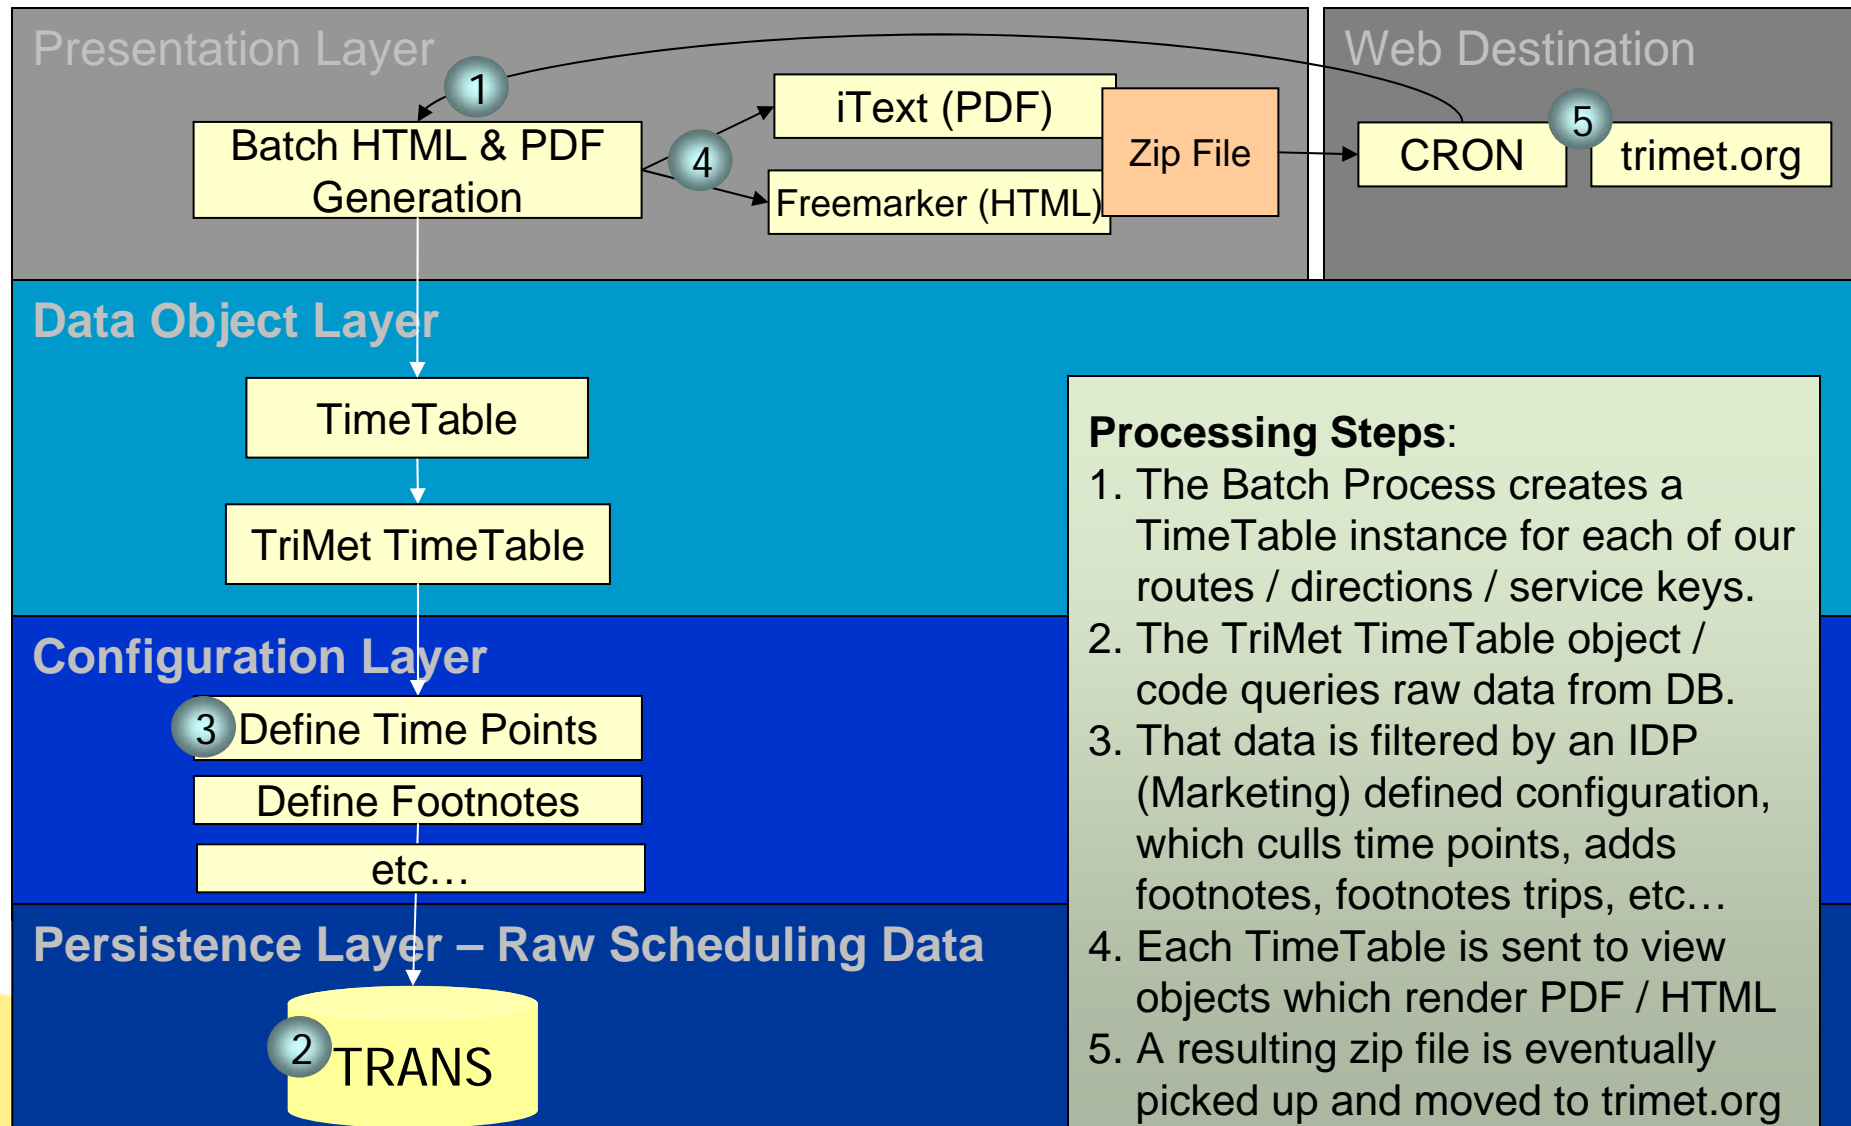 Presentation Layer
Web Destination
1
Batch HTML & PDF
Generation
4
iText (PDF)
Freemarker (HTML)
Zip File
CRON
5
trimet.org
Data Object Layer
TimeTable
TriMet TimeTable
Configuration Layer
3
Define Time Points
Define Footnotes
etc…
Persistence Layer – Raw Scheduling Data
2
TRANS
Processing Steps:
1. The Batch Process creates a
TimeTable instance for each of our
routes / directions / service keys.
2. The TriMet TimeTable object /
code queries raw data from DB.
3. That data is filtered by an IDP
(Marketing) defined configuration,
which culls time points, adds
footnotes, footnotes trips, etc…
4. Each TimeTable is sent to view
objects which render PDF / HTML
5. A resulting zip file is eventually
picked up and moved to trimet.org